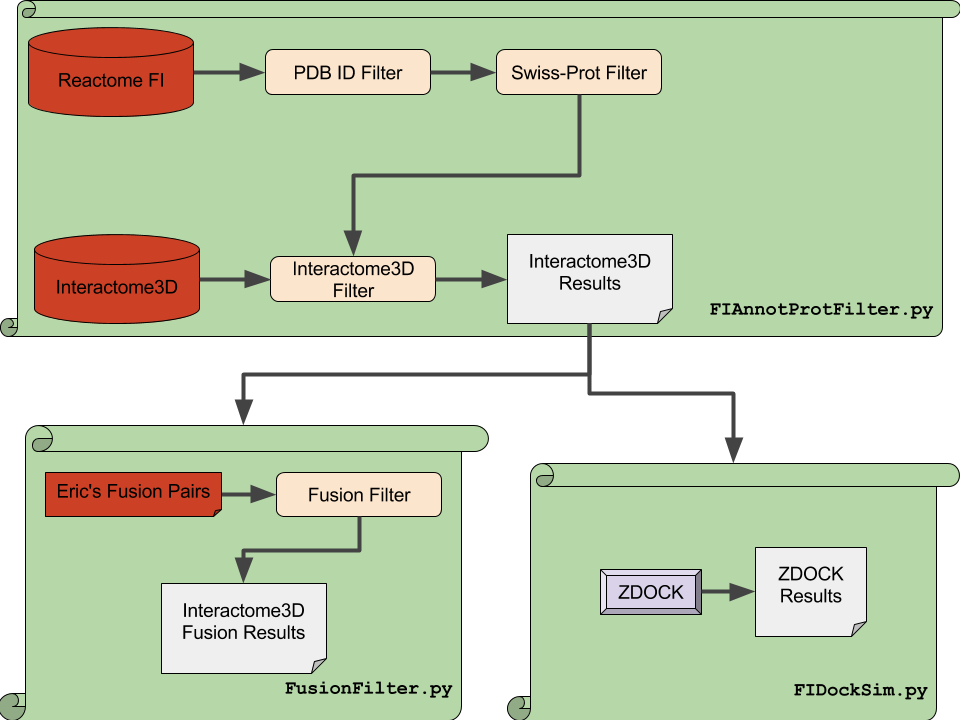 Reactome FI
PDB ID Filter
Swiss-Prot Filter
Interactome3D
Interactome3D
Filter
Interactome3D
Results
FIAnnotProtFilter.py
Eric's Fusion Pairs
Fusion Filter
Interactome3D
Fusion Results
FusionFilter.py
ZDOCK
ZDOCK
Results
FIDockSim.py